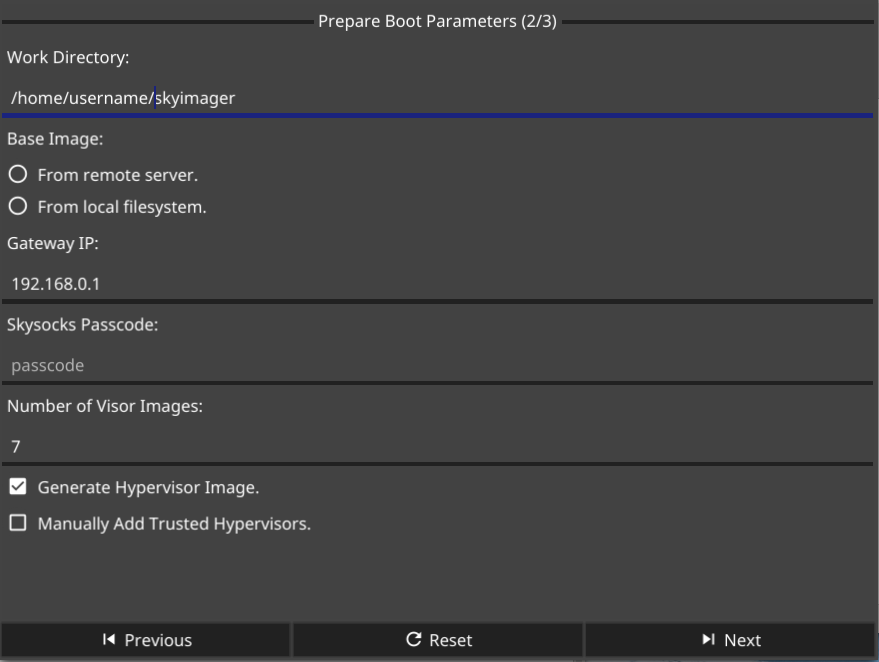 Prepare Boot Parameters (2/3)
Work Directory:
/home/username/skyimager
Base Image:
From remote server.
From local filesystem.
Gateway IP:
192.168.0.1
Skysocks Passcode:
passcode
Number of Visor Images:
7
Generate Hypervisor Image.
Manually Add Trusted Hypervisors.
Previous Reset Next